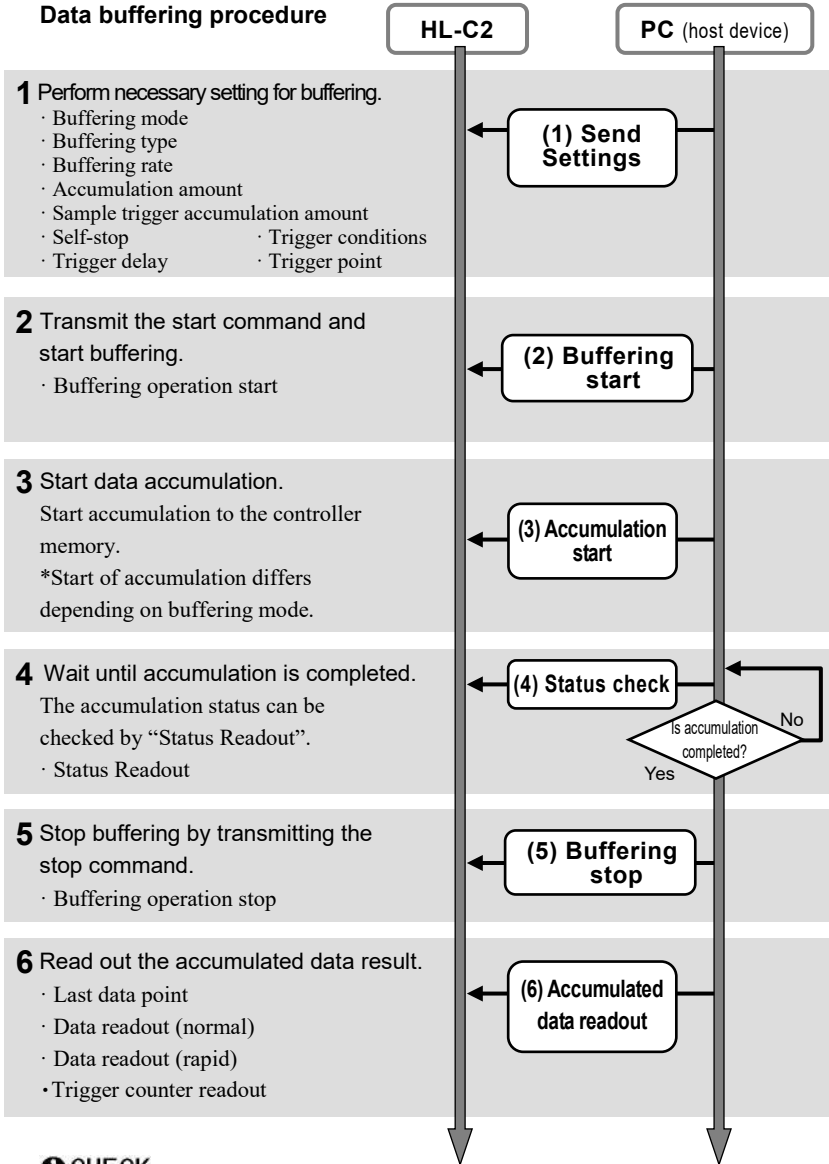 Data buffering procedure
HL-C2
PC (host device)
1 Perform necessary setting for buffering.
· Buffering mode
· Buffering type
· Buffering rate
· Accumulation amount
· Sample trigger accumulation amount
· Self-stop · Trigger conditions
· Trigger delay · Trigger point
(1) Send
Settings
2 Transmit the start command and
start buffering.
· Buffering operation start
(2) Buffering
start
3 Start data accumulation.
Start accumulation to the controller
memory.
*Start of accumulation differs
depending on buffering mode.
(3) Accumulation
start
4 Wait until accumulation is completed.
The accumulation status can be
checked by “Status Readout”.
· Status Readout
(4) Status check
Is accumulation
completed?
No
Yes
5 Stop buffering by transmitting the
stop command.
· Buffering operation stop
(5) Buffering
stop
6 Read out the accumulated data result.
· Last data point
· Data readout (normal)
· Data readout (rapid)
· Trigger counter readout
(6) Accumulated
data readout
CHECK